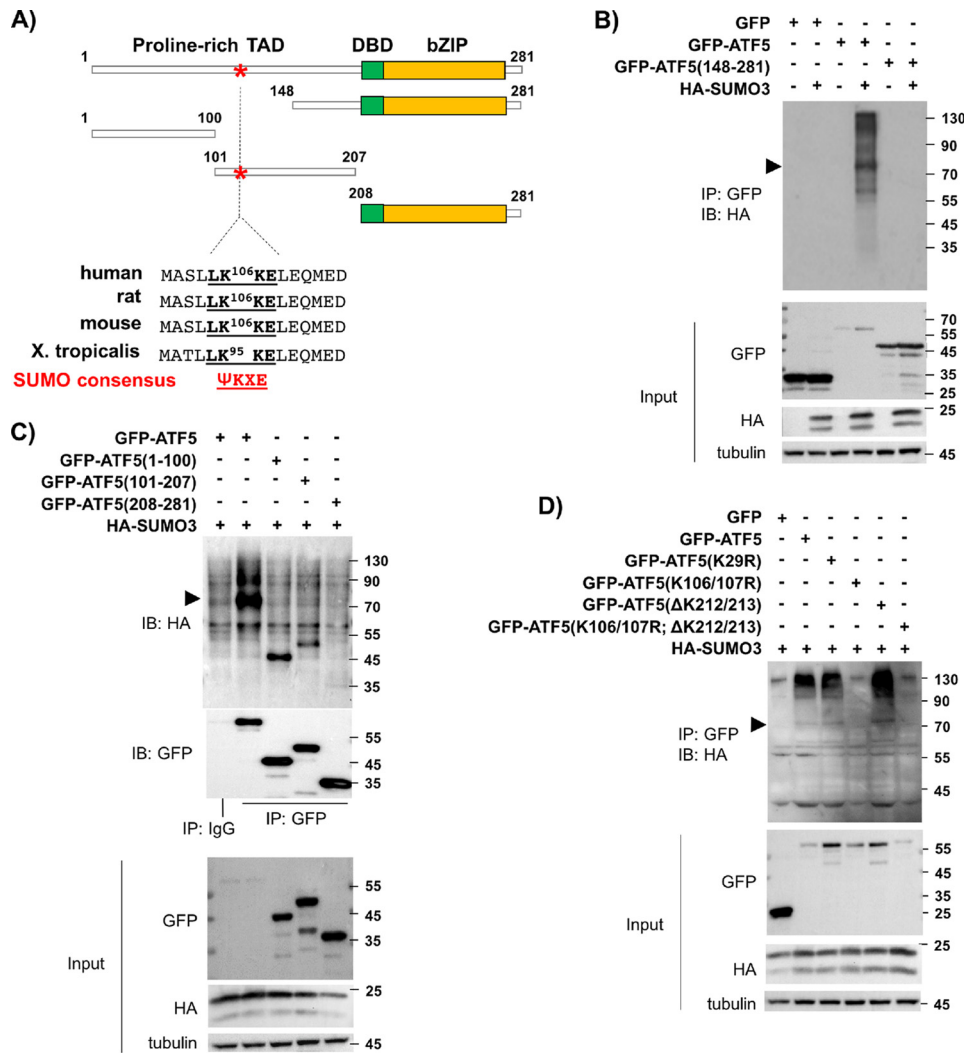 A)
Proline-rich TAD DBD bZIP
1 281
148 281
1 100
101 207
208 281
human MASLLK106KELEQMED
rat MASLLK106KELEQMED
mouse MASLLK106KELEQMED
X. tropicalis MATLLK95 KELEQMED
SUMO consensus ΨKXE
B)
GFP + + - - - -
GFP-ATF5 - - + + - -
GFP-ATF5(148-281) - - - - + +
HA-SUMO3 - + - + - +
130
90
70
55
35
IP: GFP
IB: HA
Input
GFP
70
55
45
35
25
HA
25
tubulin
45
C)
GFP-ATF5 + + - - -
GFP-ATF5(1-100) - - + - -
GFP-ATF5(101-207) - - - + -
GFP-ATF5(208-281) - - - - +
HA-SUMO3 + + + + +
130
90
70
55
45
35
IB: HA
IB: GFP
55
45
35
IP: IgG
IP: GFP
Input
GFP
55
45
35
HA
25
tubulin
45
D)
GFP + - - - - -
GFP-ATF5 - + - - - -
GFP-ATF5(K29R) - - + - - -
GFP-ATF5(K106/107R) - - - + - -
GFP-ATF5(ΔK212/213) - - - - + -
GFP-ATF5(K106/107R; ΔK212/213) - - - - - +
HA-SUMO3 + + + + + +
130
90
70
55
45
IP: GFP
IB: HA
Input
GFP
55
45
35
25
HA
25
tubulin
45